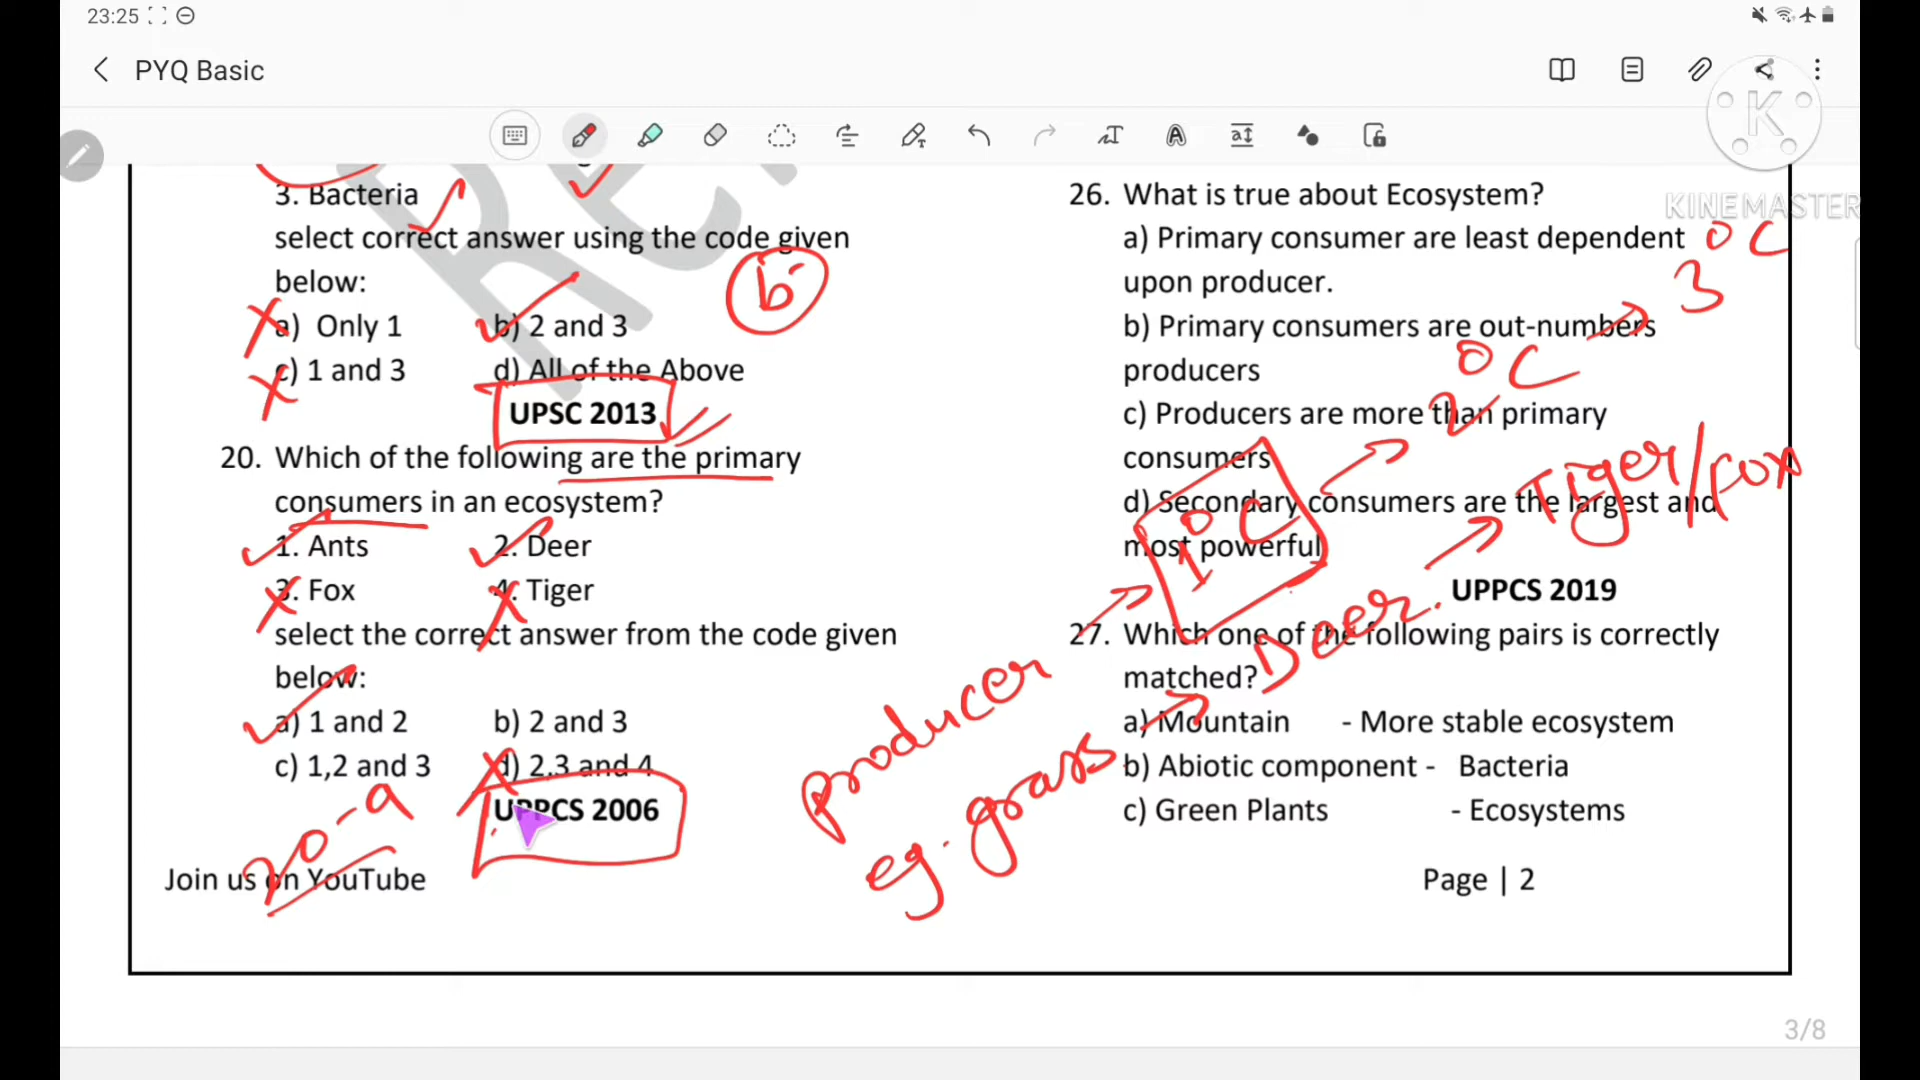 23:25
PYQ Basic
K
KINEMASTER
3. Bacteria
select correct answer using the code given
below:
a) Only 1 b) 2 and 3
c) 1 and 3 d) All of the Above
b
UPSC 2013
20. Which of the following are the primary
consumers in an ecosystem?
1. Ants 2. Deer
3. Fox 4. Tiger
select the correct answer from the code given
below:
a) 1 and 2 b) 2 and 3
c) 1,2 and 3 d) 2,3 and 4
UPPCS 2006
20-a
Join us on YouTube
26. What is true about Ecosystem?
a) Primary consumer are least dependent
upon producer.
b) Primary consumers are out-numbers
producers
c) Producers are more than primary
consumers
d) Secondary consumers are the largest and
most powerful
UPPCS 2019
27. Which one of the following pairs is correctly
matched?
a) Mountain - More stable ecosystem
b) Abiotic component - Bacteria
c) Green Plants - Ecosystems
producer → 1°C → 2°C → 3°C
eg. grass → Deer. → Tiger/fox
Page | 2
3/8